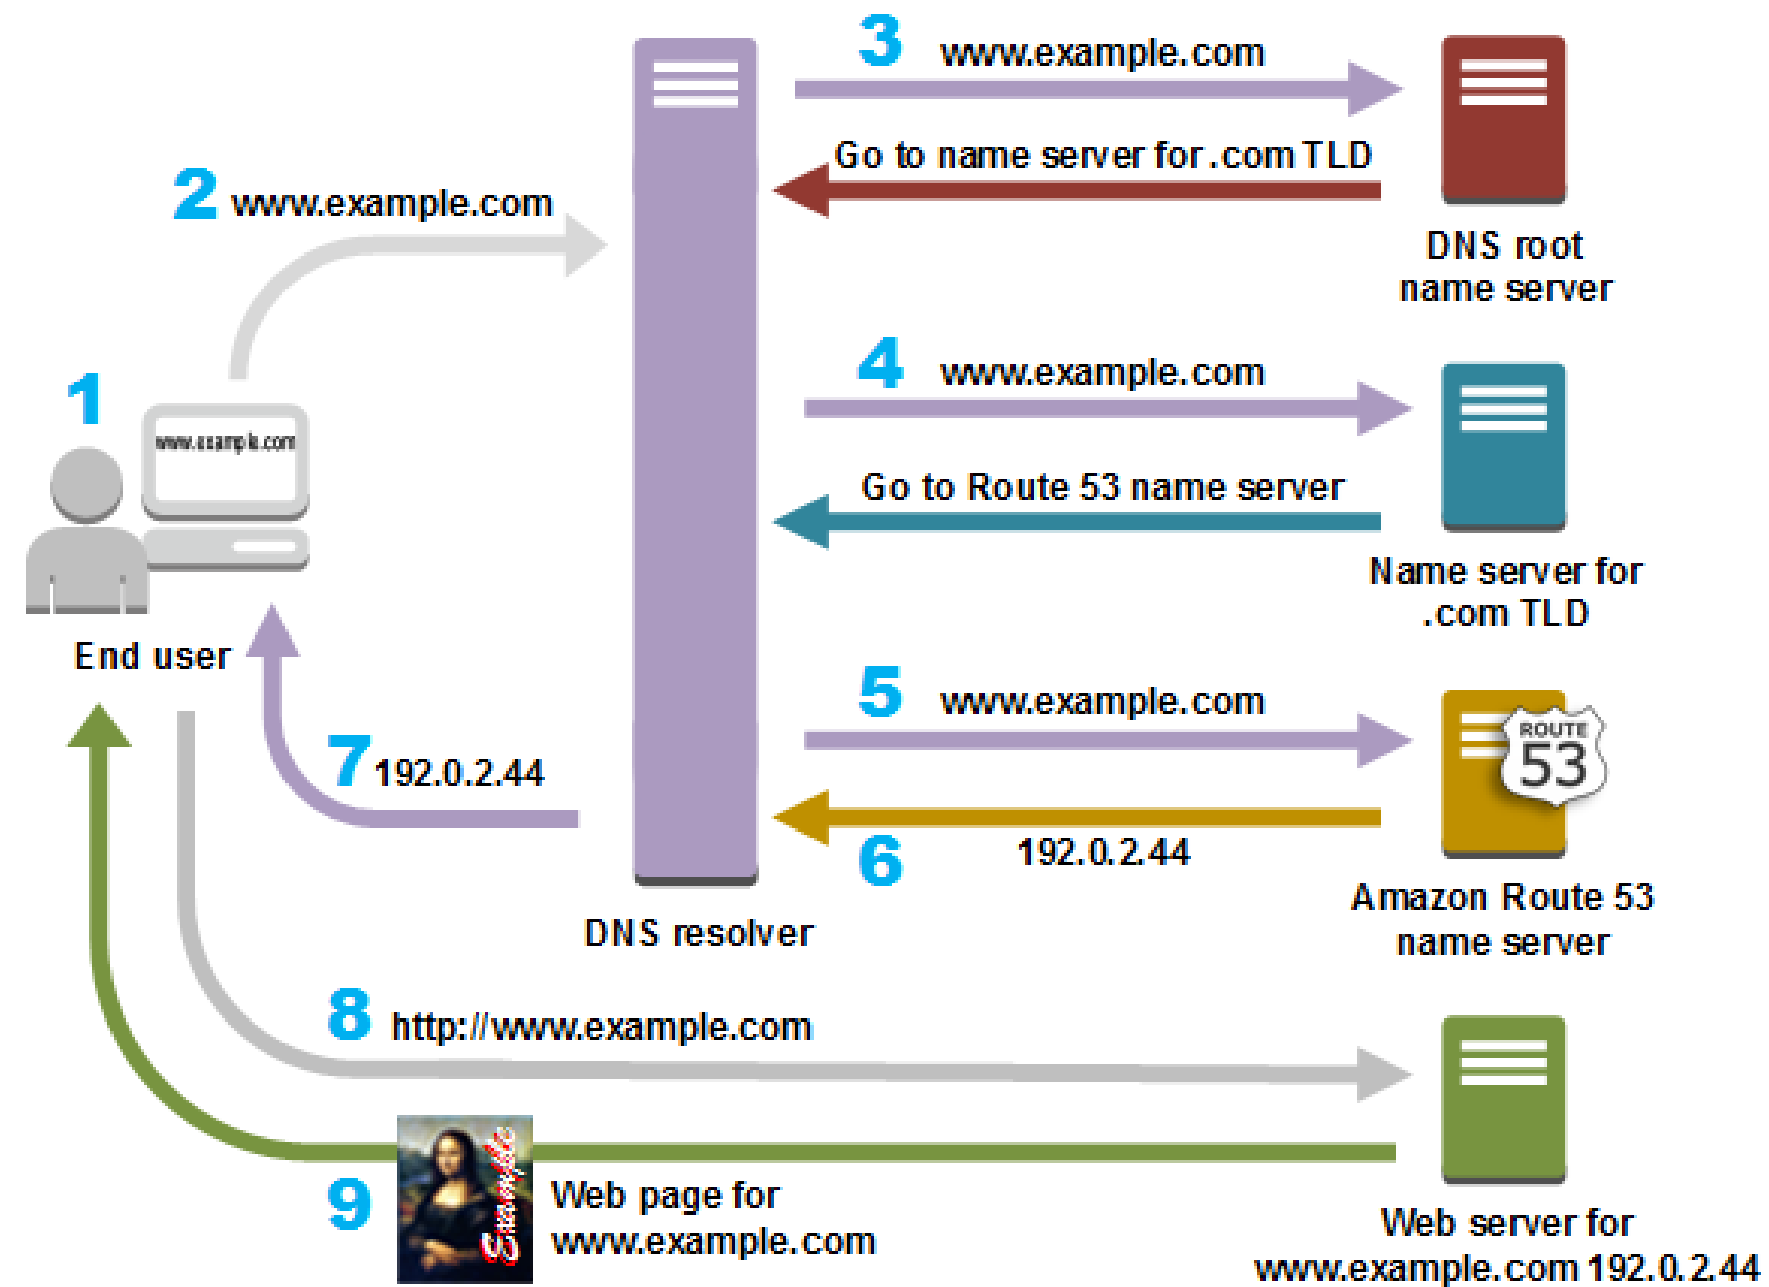 3 www.example.com
Go to name server for .com TLD
DNS root
name server
2 www.example.com
1
www.example.com
End user
4 www.example.com
Go to Route 53 name server
Name server for
.com TLD
5 www.example.com
ROUTE
53
6 192.0.2.44
Amazon Route 53
name server
7 192.0.2.44
DNS resolver
8 http://www.example.com
9
Example
Web page for
www.example.com
Web server for
www.example.com 192.0.2.44